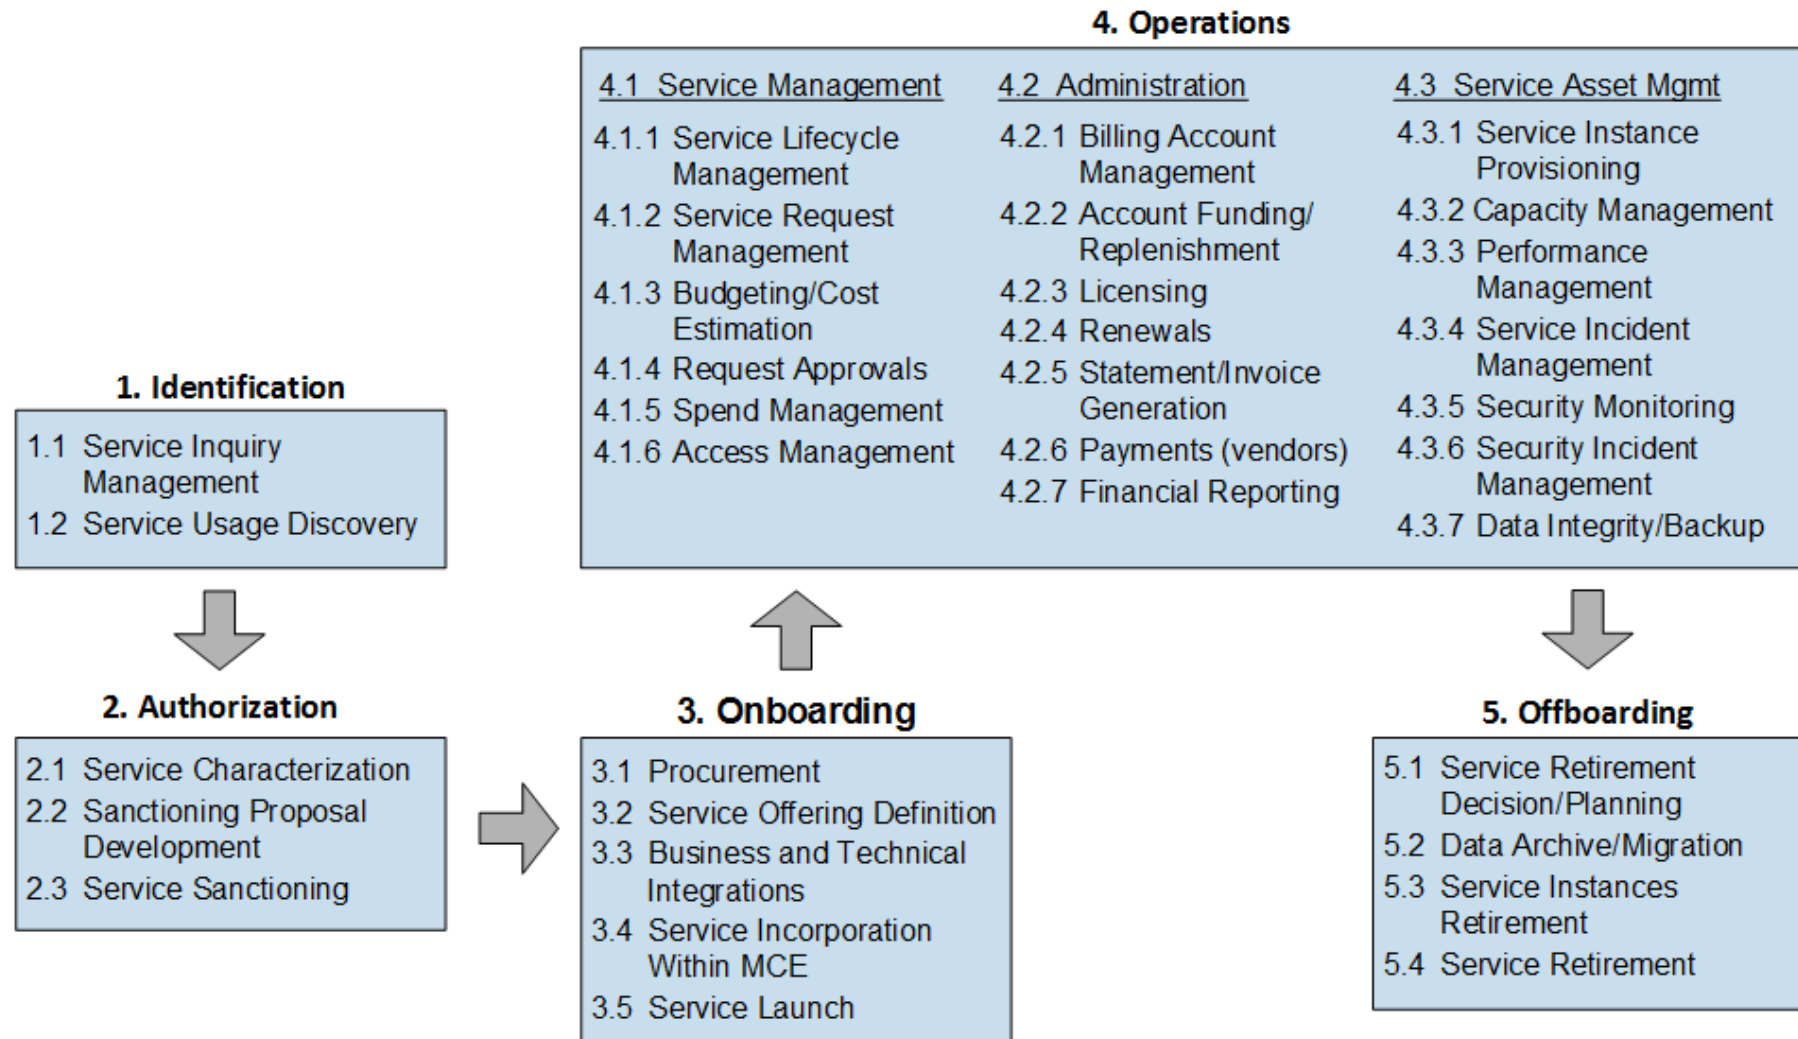 4. Operations
4.1 Service Management
4.1.1 Service Lifecycle
Management
4.1.2 Service Request
Management
4.1.3 Budgeting/Cost
Estimation
4.1.4 Request Approvals
4.1.5 Spend Management
4.1.6 Access Management
4.2 Administration
4.2.1 Billing Account
Management
4.2.2 Account Funding/
Replenishment
4.2.3 Licensing
4.2.4 Renewals
4.2.5 Statement/Invoice
Generation
4.2.6 Payments (vendors)
4.2.7 Financial Reporting
4.3 Service Asset Mgmt
4.3.1 Service Instance
Provisioning
4.3.2 Capacity Management
4.3.3 Performance
Management
4.3.4 Service Incident
Management
4.3.5 Security Monitoring
4.3.6 Security Incident
Management
4.3.7 Data Integrity/Backup
1. Identification
1.1 Service Inquiry
Management
1.2 Service Usage Discovery
2. Authorization
2.1 Service Characterization
2.2 Sanctioning Proposal
Development
2.3 Service Sanctioning
3. Onboarding
3.1 Procurement
3.2 Service Offering Definition
3.3 Business and Technical
Integrations
3.4 Service Incorporation
Within MCE
3.5 Service Launch
5. Offboarding
5.1 Service Retirement
Decision/Planning
5.2 Data Archive/Migration
5.3 Service Instances
Retirement
5.4 Service Retirement